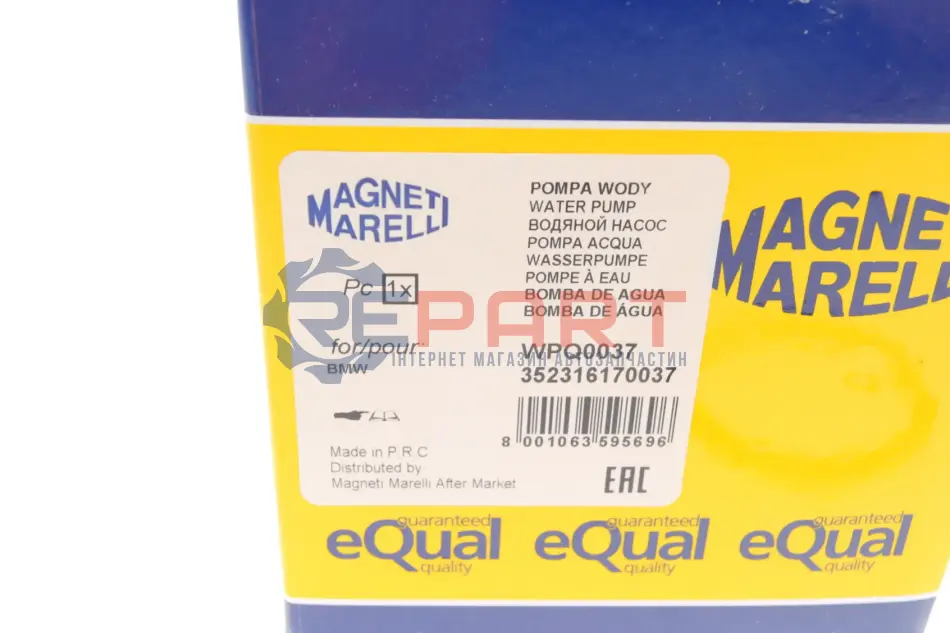 MAGNETI
MARELLI
Pc 1x
for/pour:
BMW
Made in P.R.C
Distributed by
Magneti Marelli After Market
POMPA WODY
WATER PUMP
ВОДЯНОЙ НАСОС
POMPA ACQUA
WASSERPUMPE
POMPE À EAU
BOMBA DE AGUA
BOMBA DE ÁGUA
WPQ0037
352316170037
8 001063 595696
EAC
MAGNE
MARELL
REPART
ІНТЕРНЕТ МАГАЗИН АВТОЗАПЧАСТИН
guaranteed
eQual
quality
guaranteed
eQual
quality
guaranteed
eQual
quality